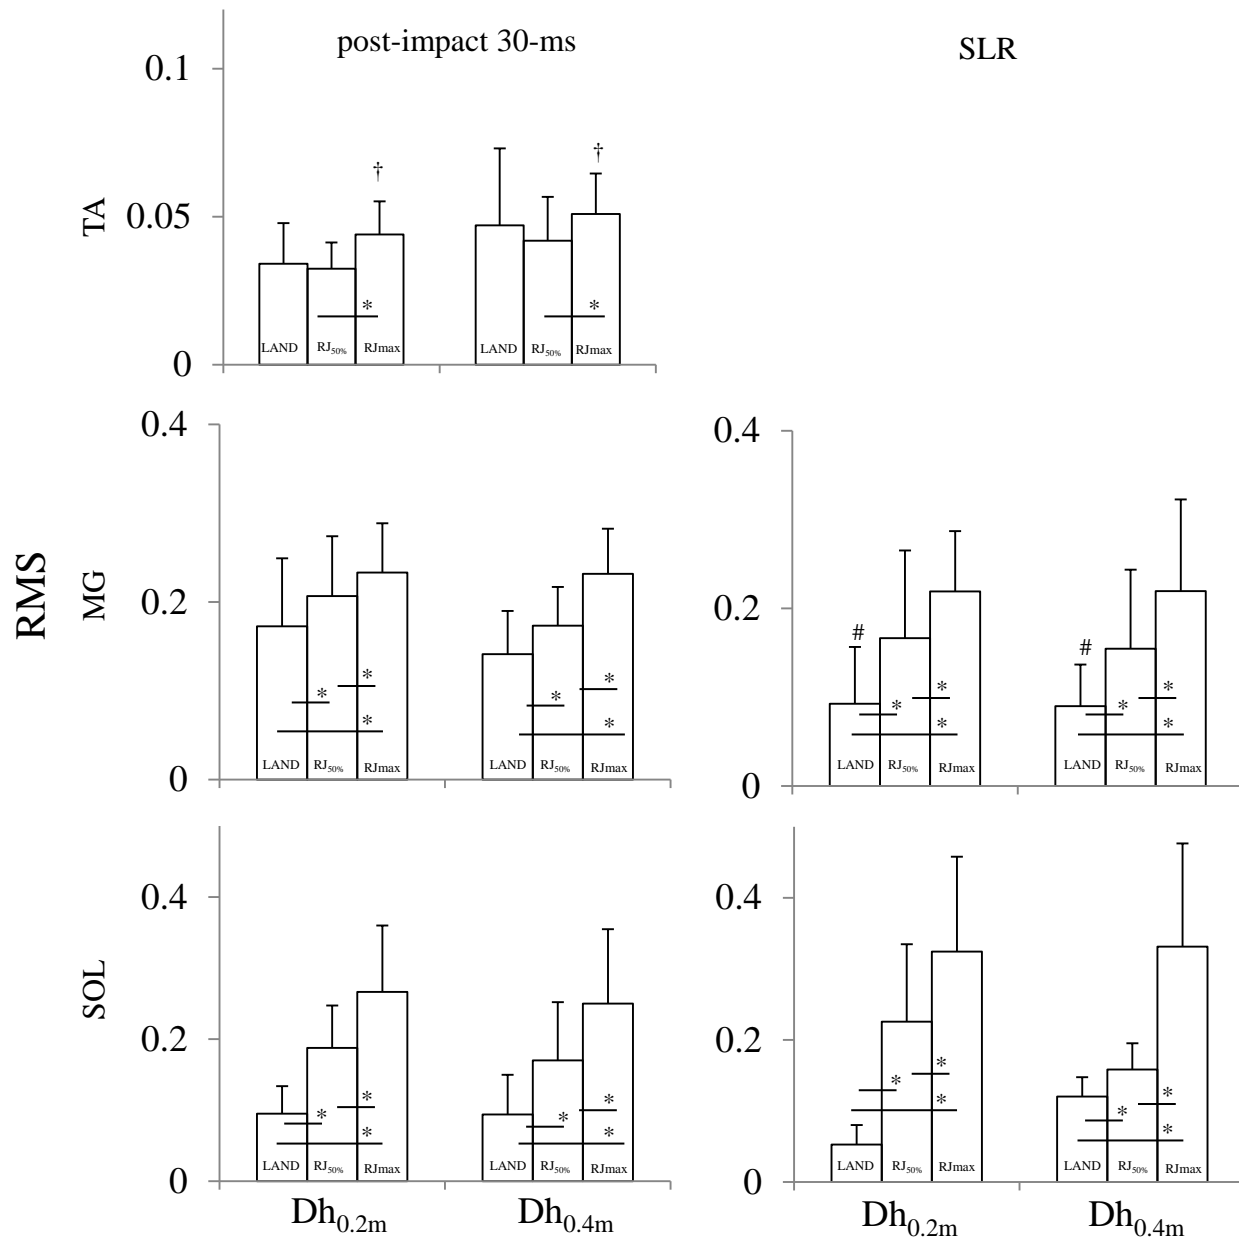 post-impact 30-ms
SLR
RMS
TA
0.1
0.05
0
†
†
*
*
LAND RJ50% RJmax
LAND RJ50% RJmax
MG
0.4
0.2
0
*
*
*
*
*
*
LAND RJ50% RJmax
LAND RJ50% RJmax
0.4
0.2
0
#
#
*
*
*
*
*
*
LAND RJ50% RJmax
LAND RJ50% RJmax
SOL
0.4
0.2
0
*
*
*
*
*
*
LAND RJ50% RJmax
LAND RJ50% RJmax
Dh0.2m
Dh0.4m
0.4
0.2
0
*
*
*
*
*
*
LAND RJ50% RJmax
LAND RJ50% RJmax
Dh0.2m
Dh0.4m